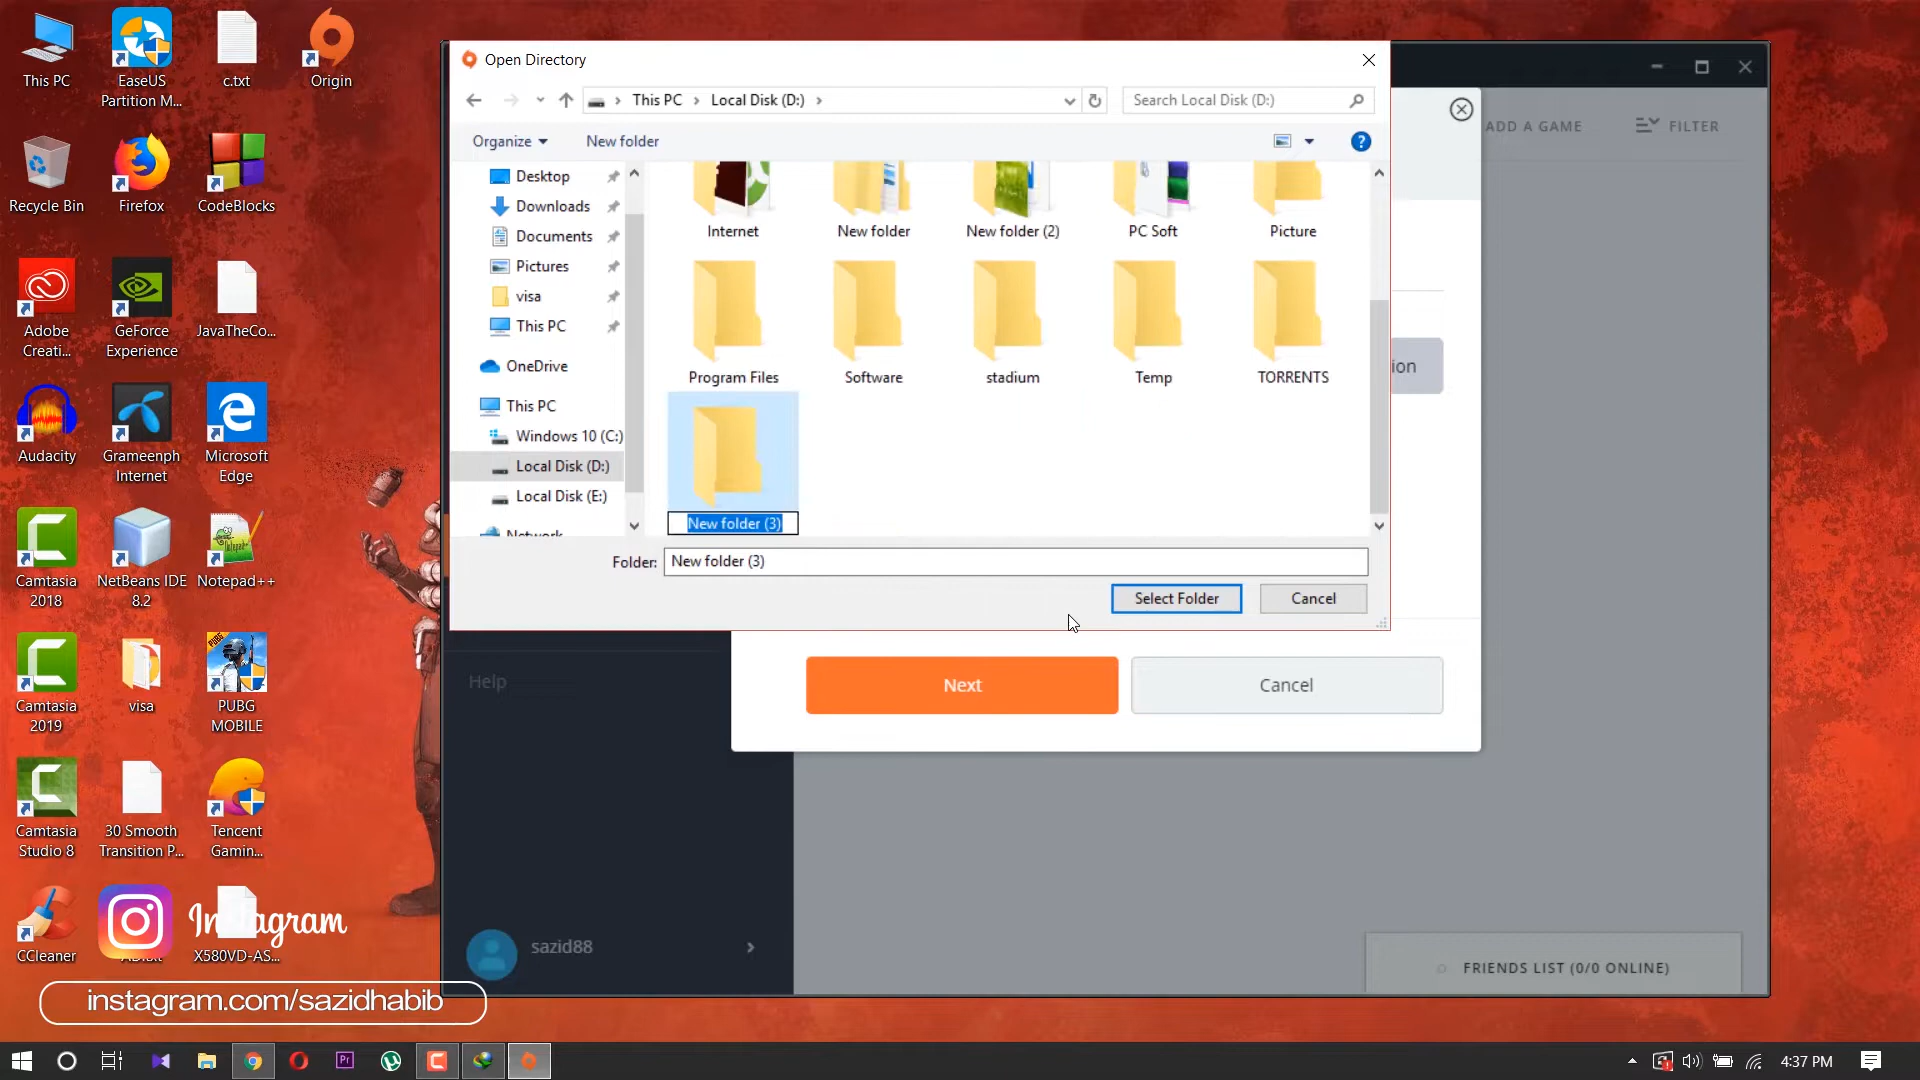 This PC
EaseUS
Partition M...
c.txt
Origin
Recycle Bin
Firefox
CodeBlocks
Adobe
Creati...
GeForce
Experience
JavaTheCo...
Audacity
Grameenph
Internet
Microsoft
Edge
Camtasia
2018
NetBeans IDE
8.2
Notepad++
Camtasia
2019
visa
PUBG
MOBILE
Camtasia
Studio 8
30 Smooth
Transition P...
Tencent
Gamin...
CCleaner
X580VD-AS...
Instagram
instagram.com/sazidhabib
Open Directory
This PC > Local Disk (D:) >
Search Local Disk (D:)
Organize
New folder
Desktop
Downloads
Documents
Pictures
visa
This PC
OneDrive
This PC
Windows 10 (C:)
Local Disk (D:)
Local Disk (E:)
Network
Internet
New folder
New folder (2)
PC Soft
Picture
Program Files
Software
stadium
Temp
TORRENTS
New folder (3)
Folder: New folder (3)
Select Folder
Cancel
ADD A GAME
FILTER
ion
Next
Cancel
Help
sazid88
FRIENDS LIST (0/0 ONLINE)
4:37 PM